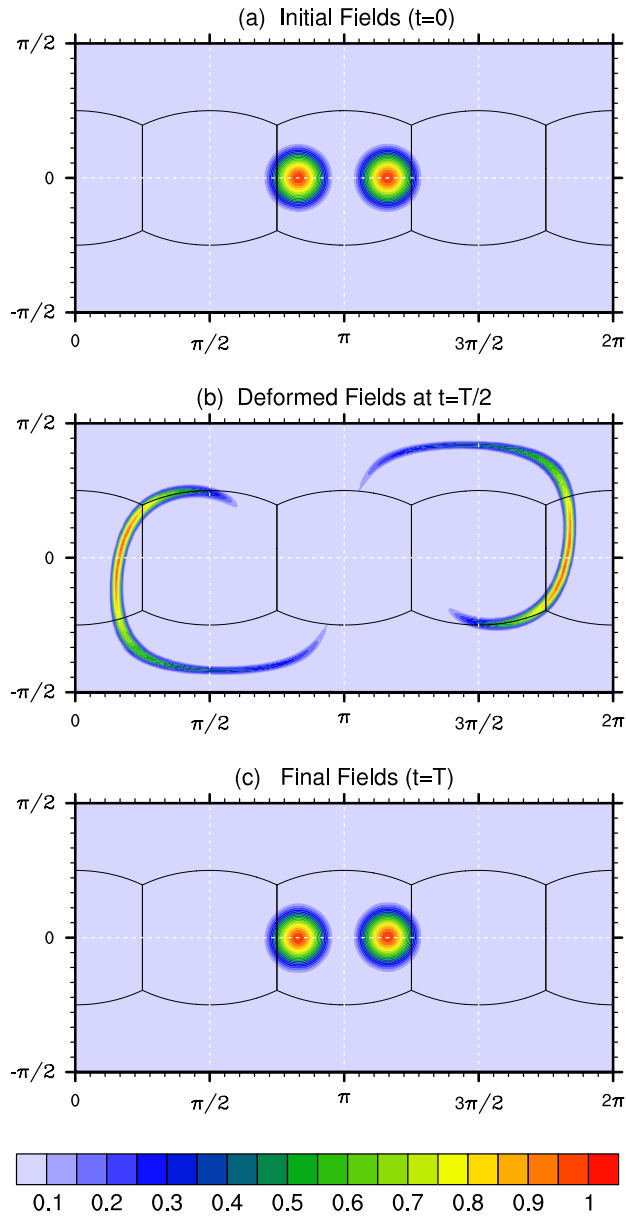 (a) Initial Fields (t=0)
π/2
0
-π/2
0 π/2 π 3π/2 2π
(b) Deformed Fields at t=T/2
π/2
0
-π/2
0 π/2 π 3π/2 2π
(c) Final Fields (t=T)
π/2
0
-π/2
0 π/2 π 3π/2 2π
0.1 0.2 0.3 0.4 0.5 0.6 0.7 0.8 0.9 1